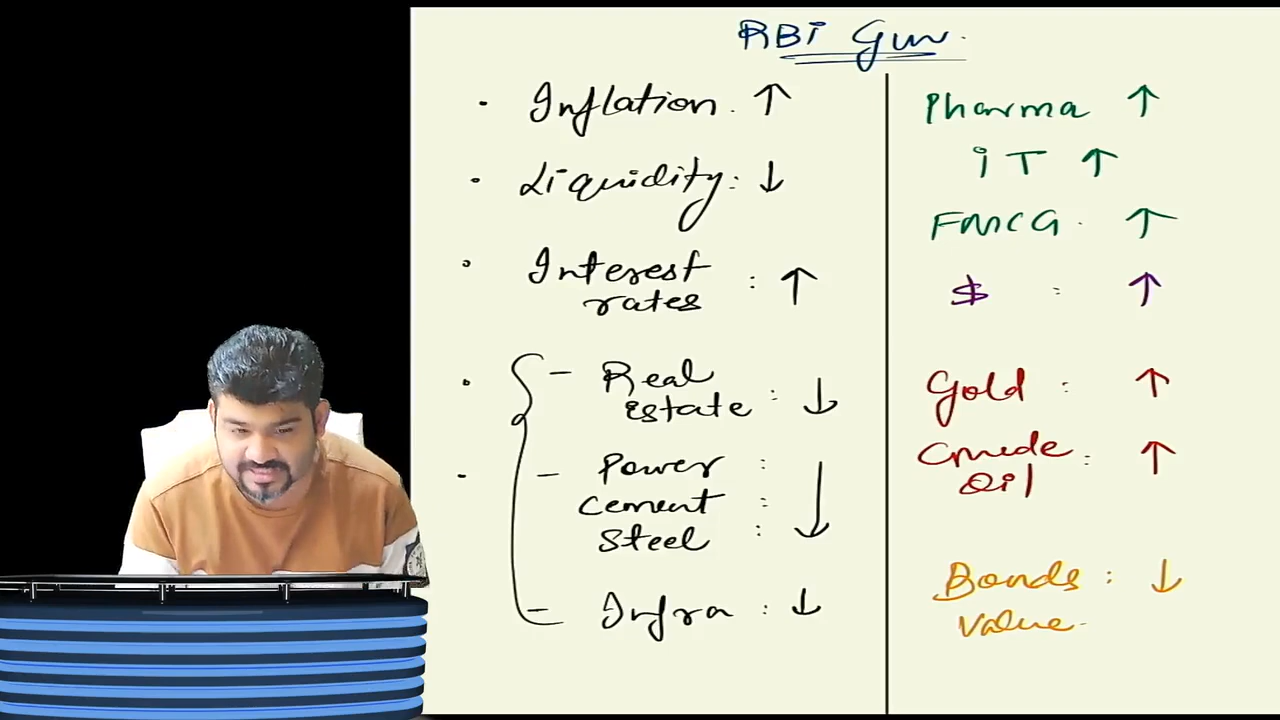 RBI Guv.
• Inflation. ↑
• Liquidity: ↓
• Interest
rates : ↑
• – Real
estate : ↓
• – Power :
Cement :
Steel : ↓
– Infra : ↓
Pharma ↑
IT ↑
FMCG. ↑
$ : ↑
Gold : ↑
Crude
Oil : ↑
Bonds : ↓
Value.